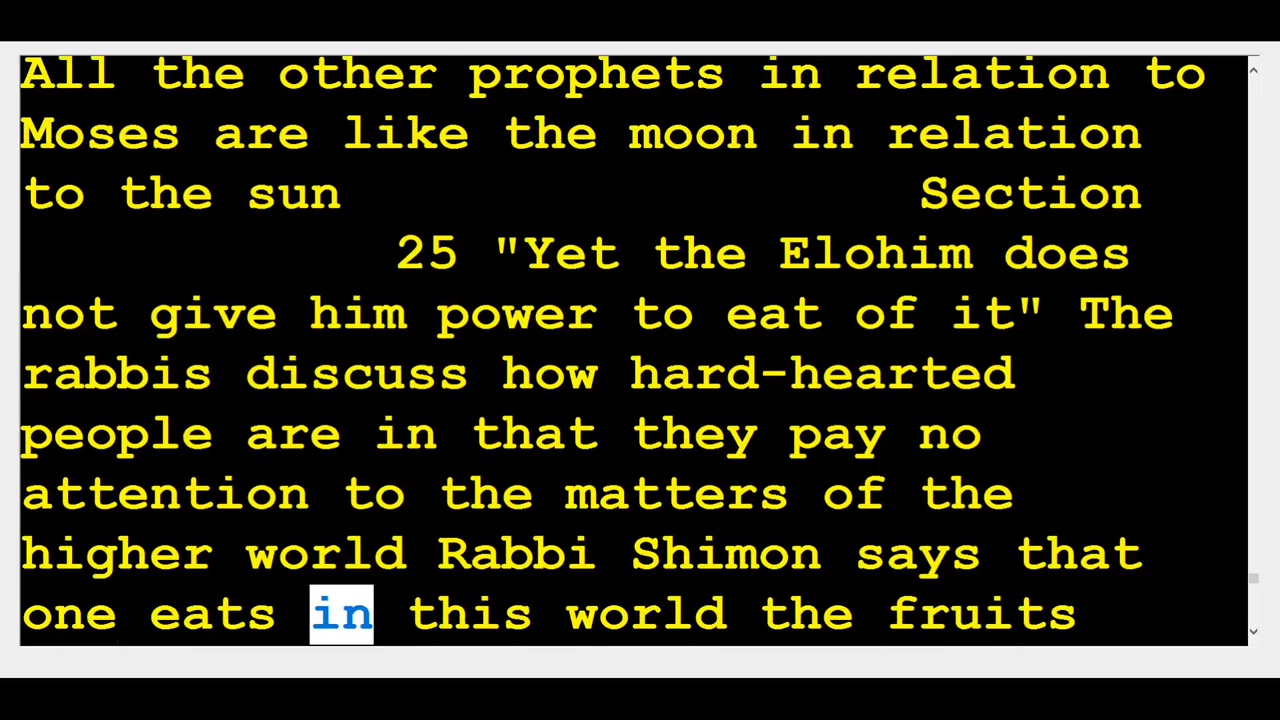 All the other prophets in relation to
Moses are like the moon in relation
to the sun Section
25 "Yet the Elohim does
not give him power to eat of it" The
rabbis discuss how hard-hearted
people are in that they pay no
attention to the matters of the
higher world Rabbi Shimon says that
one eats in this world the fruits